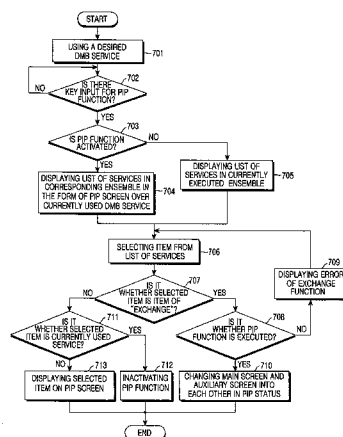 START
USING A DESIRED
DMB SERVICE
701
702
IS THERE
KEY INPUT FOR PIP
FUNCTION?
NO
YES
703
IS PIP FUNCTION
ACTIVATED?
NO
YES
DISPLAYING LIST OF SERVICES IN
CORRESPONDING ENSEMBLE IN
THE FORM OF PIP SCREEN OVER
CURRENTLY USED DMB SERVICE
704
DISPLAYING LIST OF
SERVICES IN CURRENTLY
EXECUTED ENSEMBLE
705
SELECTING ITEM FROM
LIST OF SERVICES
706
709
DISPLAYING ERROR
OF EXCHANGE
FUNCTION
707
IS IT
WHETHER SELECTED
ITEM IS ITEM OF
"EXCHANGE"?
NO
YES
711
IS IT
WHETHER SELECTED
ITEM IS CURRENTLY USED
SERVICE?
YES
NO
708
IS IT
WHETHER PIP
FUNCTION IS EXECUTED?
NO
YES
713
DISPLAYING SELECTED
ITEM ON PIP SCREEN
712
INACTIVATING
PIP FUNCTION
710
CHANGING MAIN SCREEN AND
AUXILIARY SCREEN INTO
EACH OTHER IN PIP STATUS
END